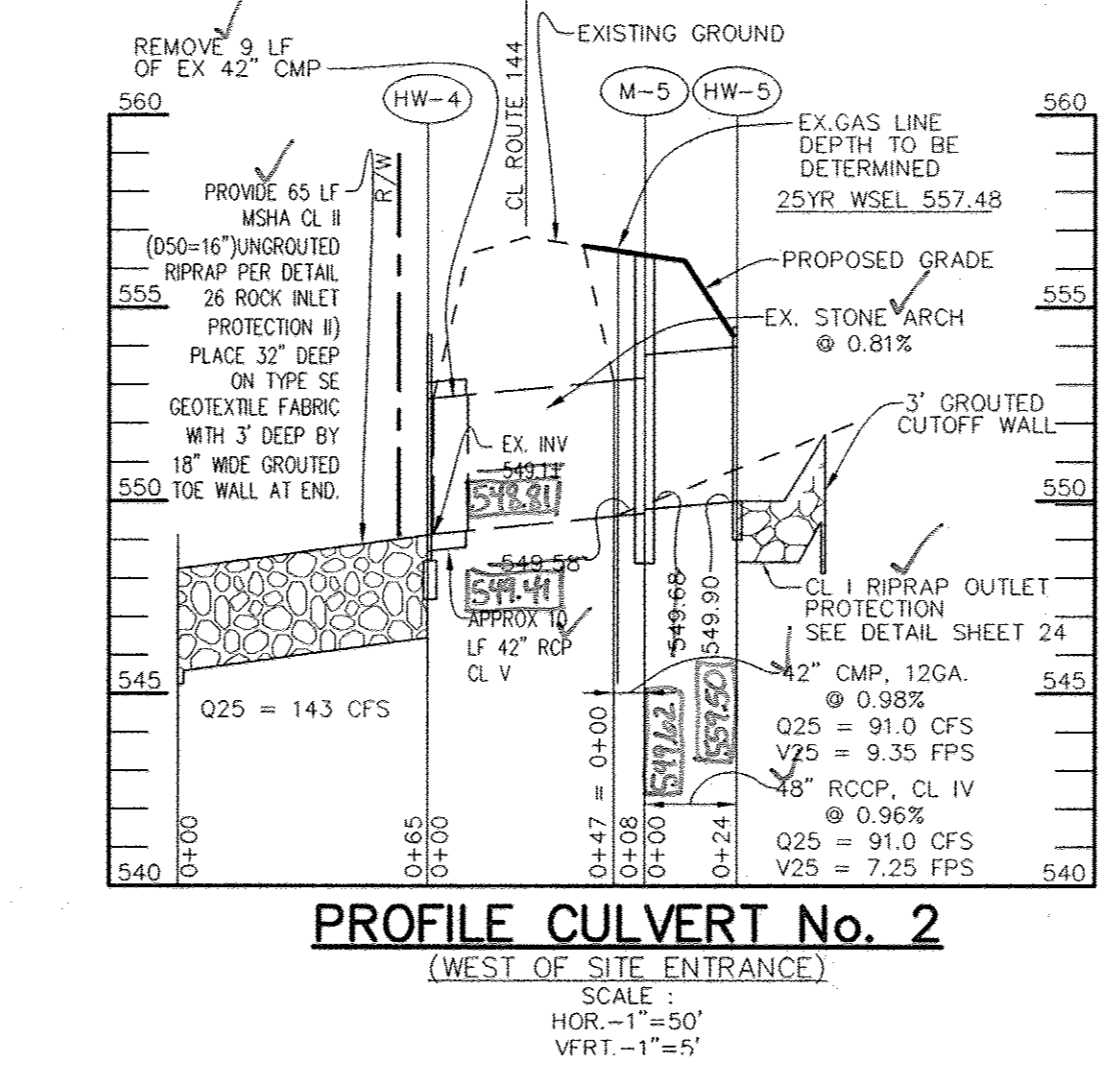 REMOVE 9 LF
OF EX 42" CMP
EXISTING GROUND
CL ROUTE 144
HW-4
M-5
HW-5
560
560
EX.GAS LINE
DEPTH TO BE
DETERMINED
25YR WSEL 557.48
R/W
PROVIDE 65 LF
MSHA CL II
(D50=16")UNGROUTED
RIPRAP PER DETAIL
26 ROCK INLET
PROTECTION II)
PLACE 32" DEEP
ON TYPE SE
GEOTEXTILE FABRIC
WITH 3' DEEP BY
18" WIDE GROUTED
TOE WALL AT END.
PROPOSED GRADE
555
555
EX. STONE ARCH
@ 0.81%
3' GROUTED
CUTOFF WALL
EX. INV
549.11
548.81
550
550
549.58
549.41
APPROX 10
LF 42" RCP
CL V
549.68
549.90
559.50
CL I RIPRAP OUTLET
PROTECTION
SEE DETAIL SHEET 24
42" CMP, 12GA.
@ 0.98%
Q25 = 91.0 CFS
V25 = 9.35 FPS
545
545
Q25 = 143 CFS
48" RCCP, CL IV
@ 0.96%
Q25 = 91.0 CFS
V25 = 7.25 FPS
0+00
0+65
0+00
0+47 = 0+00
0+08
0+00
0+24
540
540
PROFILE CULVERT No. 2
(WEST OF SITE ENTRANCE)
SCALE :
HOR.-1"=50'
VERT.-1"=5'